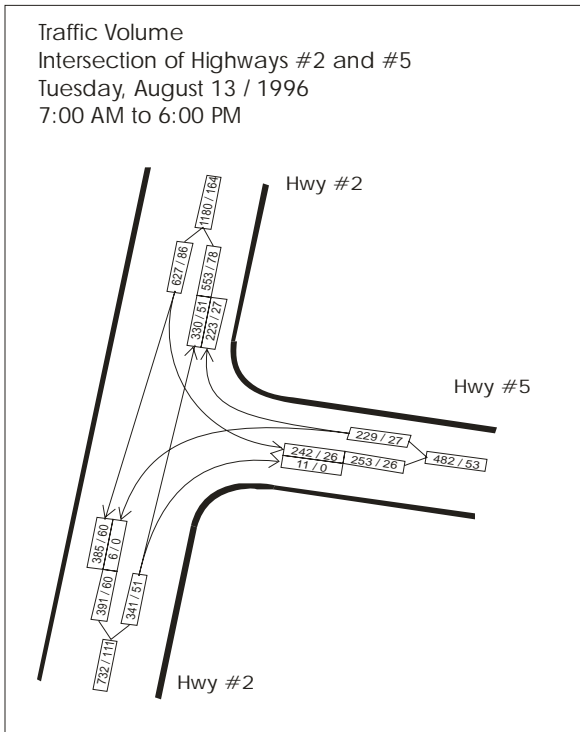 Traffic Volume
Intersection of Highways #2 and #5
Tuesday, August 13 / 1996
7:00 AM to 6:00 PM
Hwy #2
1180 / 164
627 / 86
553 / 78
330 / 51
223 / 27
Hwy #5
229 / 27
242 / 26
11 / 0
253 / 26
482 / 53
385 / 60
6 / 0
391 / 60
341 / 51
732 / 111
Hwy #2